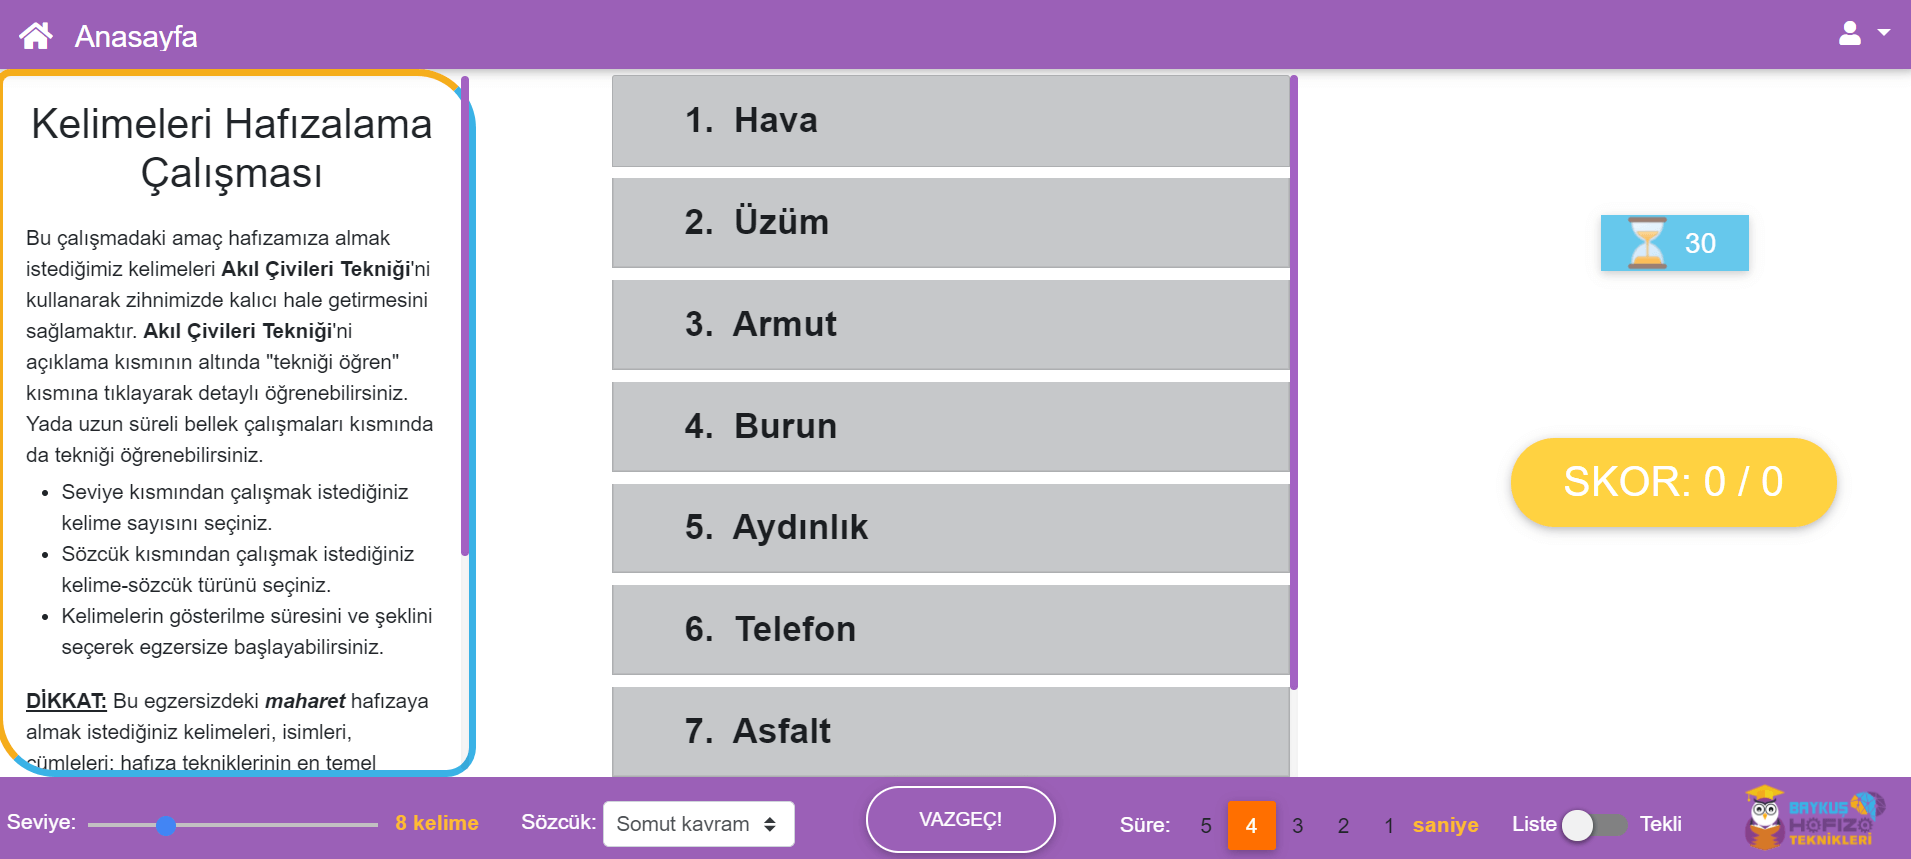 Anasayfa
Kelimeleri Hafızalama
Çalışması
Bu çalışmadaki amaç hafızamıza almak
istediğimiz kelimeleri Akıl Çivileri Tekniği'ni
kullanarak zihnimizde kalıcı hale getirmesini
sağlamaktır. Akıl Çivileri Tekniği'ni
açıklama kısmının altında "tekniği öğren"
kısmına tıklayarak detaylı öğrenebilirsiniz.
Yada uzun süreli bellek çalışmaları kısmında
da tekniği öğrenebilirsiniz.
• Seviye kısmından çalışmak istediğiniz
kelime sayısını seçiniz.
• Sözcük kısmından çalışmak istediğiniz
kelime-sözcük türünü seçiniz.
• Kelimelerin gösterilme süresini ve şeklini
seçerek egzersize başlayabilirsiniz.
DİKKAT: Bu egzersizdeki maharet hafızaya
almak istediğiniz kelimeleri, isimleri,
cümleleri; hafıza tekniklerinin en temel
1. Hava
2. Üzüm
3. Armut
4. Burun
5. Aydınlık
6. Telefon
7. Asfalt
30
SKOR: 0 / 0
Seviye: 8 kelime
Sözcük: Somut kavram
VAZGEÇ!
Süre: 5 4 3 2 1 saniye
Liste Tekli
BAYKUŞ
HAFIZA
TEKNİKLERİ